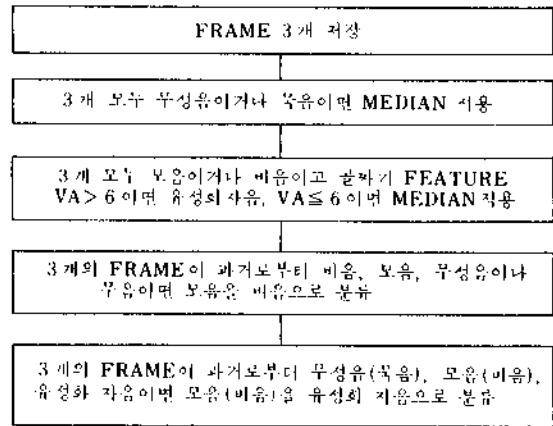 FRAME 3개 저장
3개 모두 무성음이거나 묵음이면 MEDIAN 적용
3개 모두 모음이거나 비음이고 골짜기 FEATURE
VA > 6 이면 유성화자음, VA ≦ 6 이면 MEDIAN 적용
3개의 FRAME이 과거로부터 비음, 모음, 무성음이나
묵음이면 모음을 비음으로 분류
3개의 FRAME이 과거로부터 무성음(묵음), 모음(비음),
유성화 자음이면 모음(비음)을 유성화 자음으로 분류